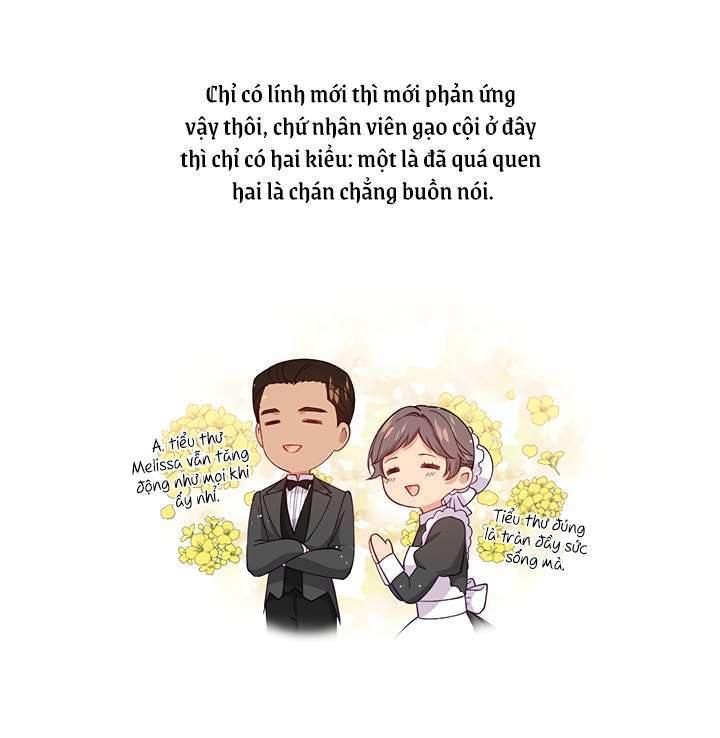 Chỉ có lính mới thì mới phản ứng
vậy thôi, chứ nhân viên gạo cội ở đây
thì chỉ có hai kiểu: một là đã quá quen
hai là chán chẳng buồn nói.
A, tiểu thư
Melissa vẫn tăng
động như mọi khi
ấy nhỉ.
Tiểu thư đúng
là tràn đầy sức
sống mà.